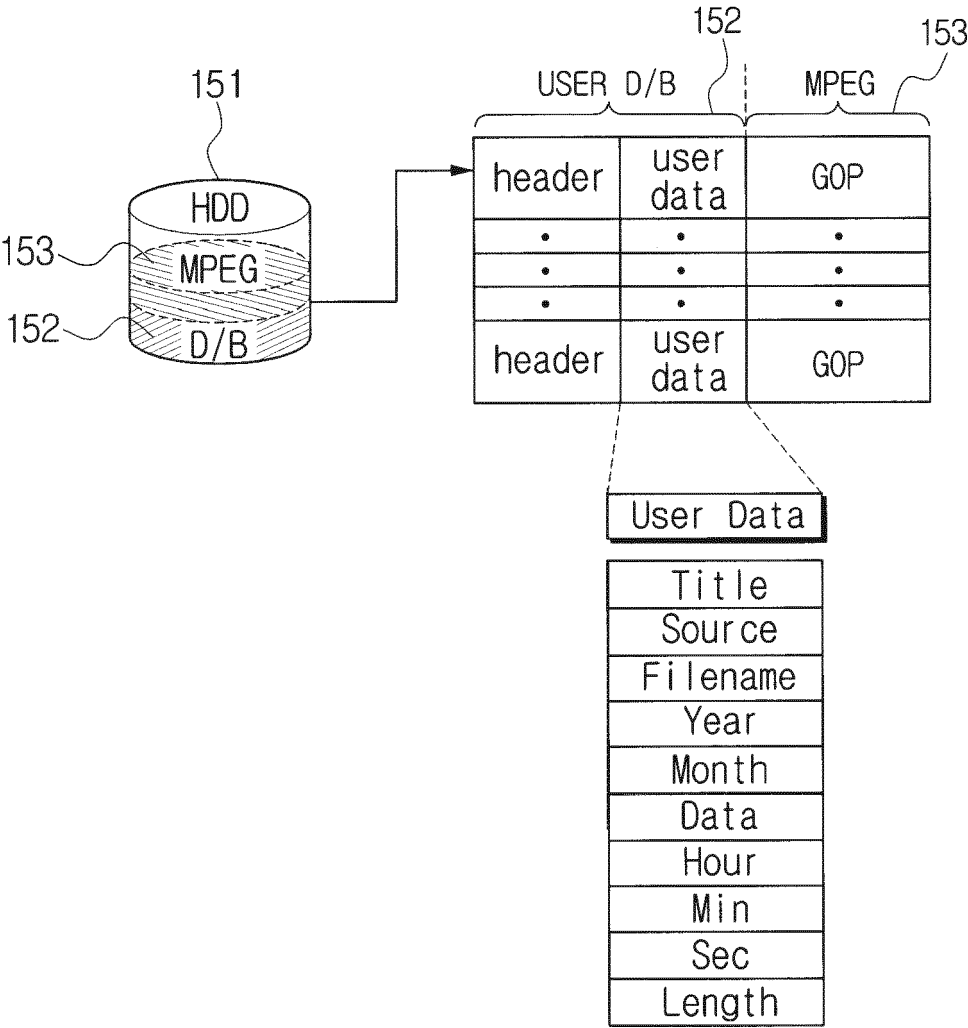 152
153
USER D/B
MPEG
151
header
user
data
GOP
HDD
153
MPEG
152
D/B
header
user
data
GOP
User Data
Title
Source
Filename
Year
Month
Data
Hour
Min
Sec
Length